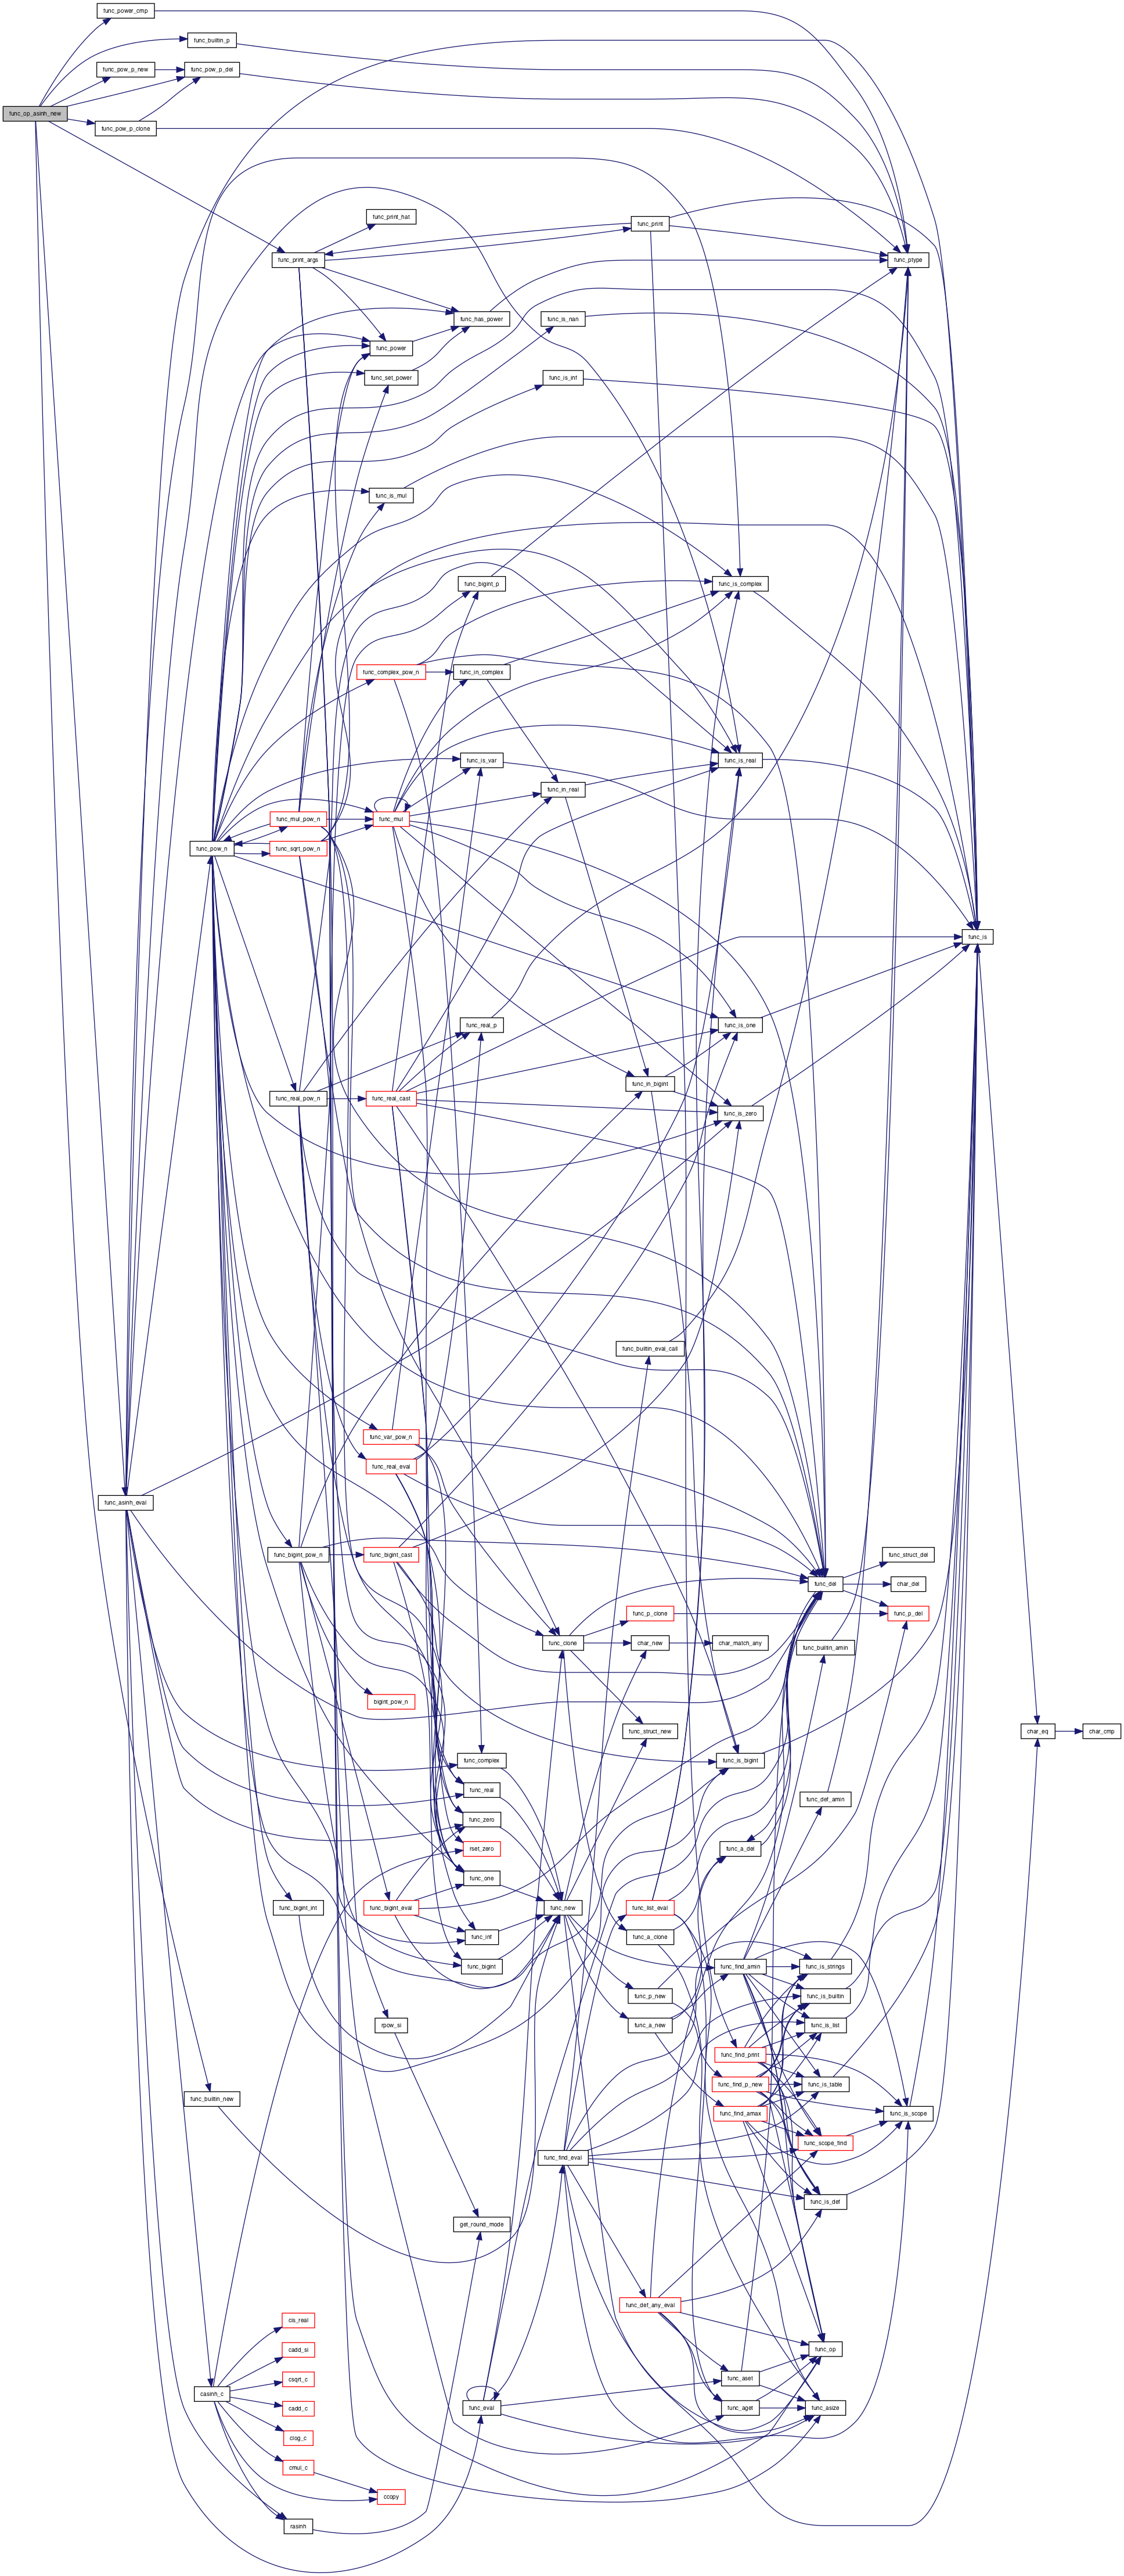 func_power_cmp
func_builtin_p
func_pow_p_new
func_pow_p_del
func_op_asinh_new
func_pow_p_clone
func_print_hat
func_print
func_print_args
func_ptype
func_has_power
func_is_nan
func_power
func_set_power
func_is_inf
func_is_mul
func_bigint_p
func_is_complex
func_complex_pow_n
func_in_complex
func_is_var
func_is_real
func_in_real
func_mul_pow_n
func_mul
func_pow_n
func_sqrt_pow_n
func_is
func_real_p
func_is_one
func_in_bigint
func_real_pow_n
func_real_cast
func_is_zero
func_builtin_eval_call
func_var_pow_n
func_real_eval
func_asinh_eval
func_bigint_pow_n
func_bigint_cast
func_struct_del
func_del
char_del
func_p_clone
func_p_del
func_clone
char_new
char_match_any
func_builtin_amin
bigint_pow_n
func_struct_new
char_eq
char_cmp
func_complex
func_is_bigint
func_real
func_def_amin
func_zero
rset_zero
func_a_del
func_one
func_bigint_int
func_bigint_eval
func_new
func_list_eval
func_inf
func_a_clone
func_bigint
func_find_amin
func_is_strings
func_p_new
func_is_builtin
rpow_si
func_a_new
func_is_list
func_find_print
func_builtin_new
func_find_p_new
func_is_table
func_find_amax
func_is_scope
func_scope_find
func_find_eval
func_is_def
get_round_mode
func_def_any_eval
cis_real
cadd_si
func_op
csqrt_c
func_aset
casinh_c
cadd_c
func_eval
func_aget
func_asize
clog_c
cmul_c
ccopy
rasinh